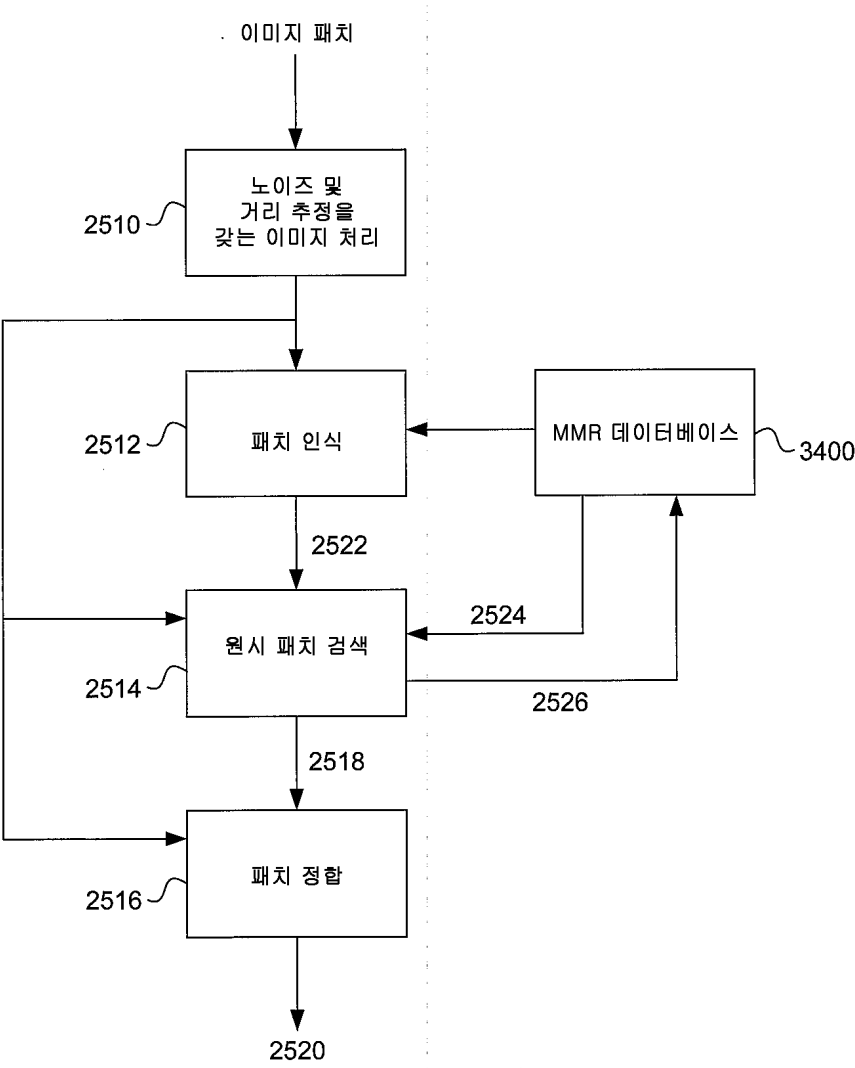 이미지 패치
노이즈 및
거리 추정을
갖는 이미지 처리
2510
패치 인식
2512
MMR 데이터베이스
3400
2522
원시 패치 검색
2514
2524
2526
2518
패치 정합
2516
2520